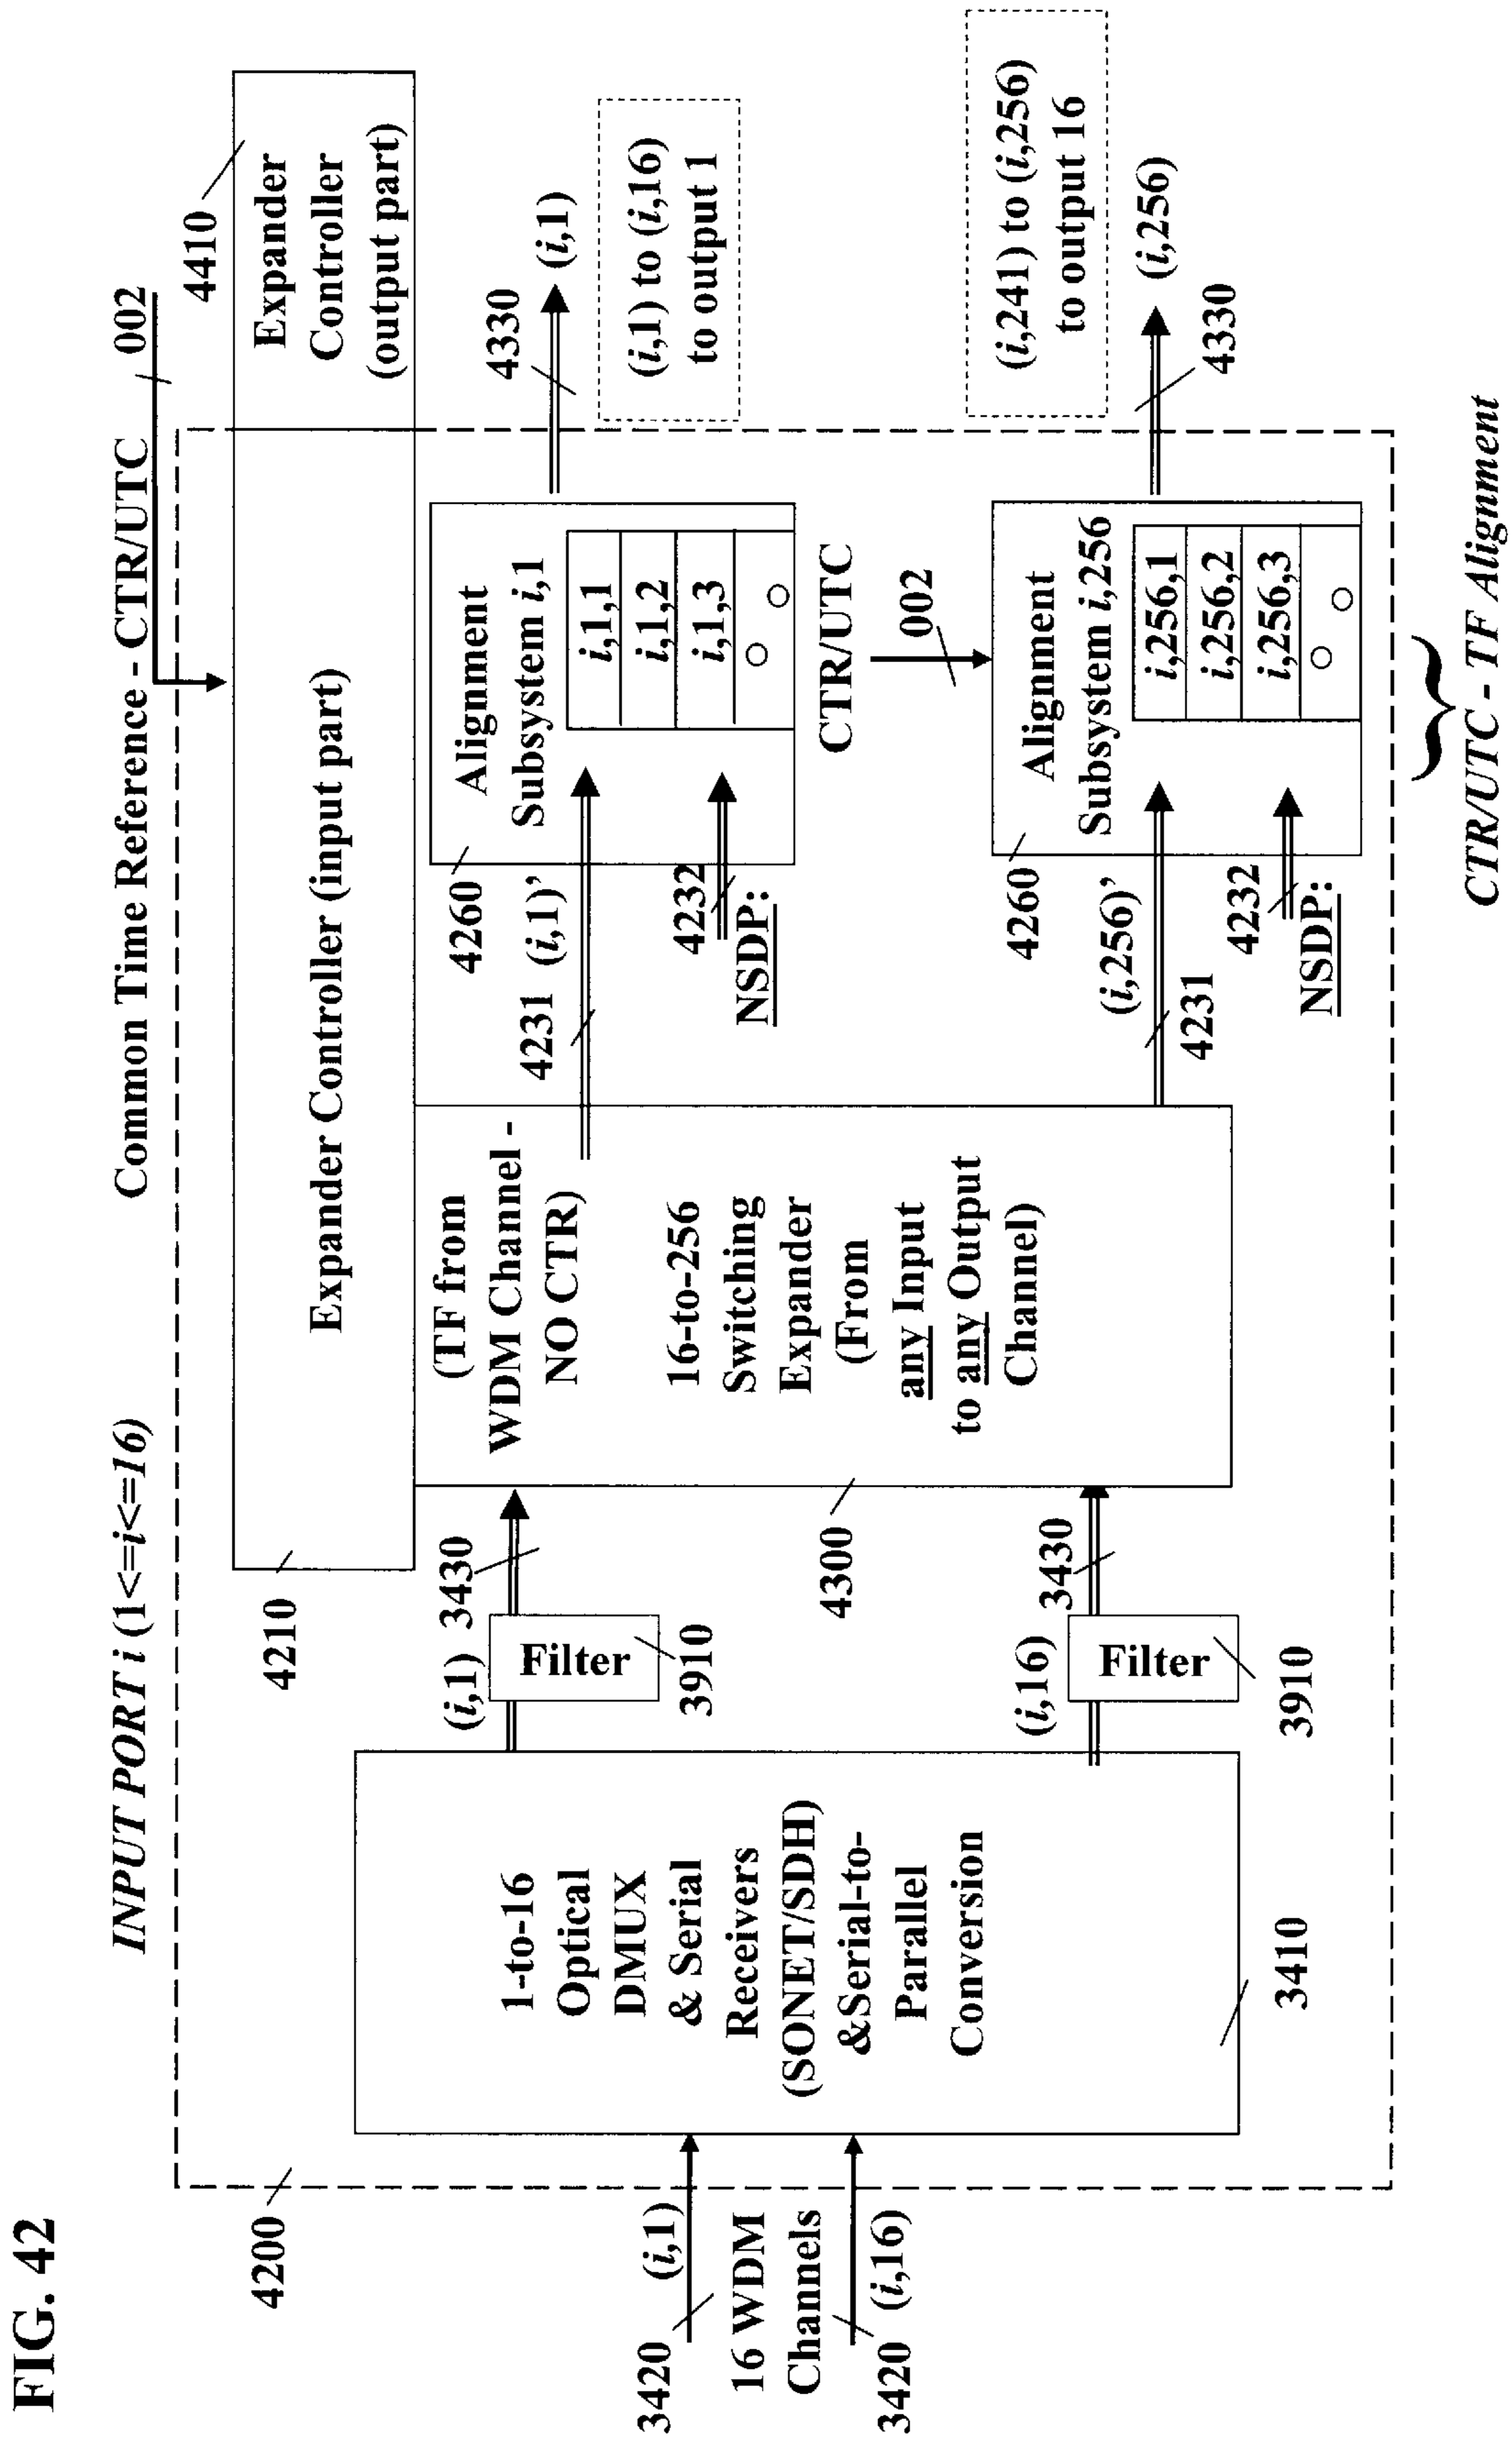 FIG. 42
INPUT PORT i (1<=i<=16)
Common Time Reference - CTR/UTC
002
4200
4210
4410
Expander Controller (input part)
Expander
Controller
(output part)
3420
(i,1)
16 WDM
Channels
3420
(i,16)
1-to-16
Optical
DMUX
& Serial
Receivers
(SONET/SDH)
&Serial-to-
Parallel
Conversion
3410
(i,1)
3430
Filter
3910
(i,16)
3430
Filter
3910
(TF from
WDM Channel -
NO CTR)
16-to-256
Switching
Expander
(From
any Input
to any Output
Channel)
4300
4231
(i,1)’
4260
4232
NSDP:
Alignment
Subsystem i,1
i,1,1
i,1,2
i,1,3
4330
(i,1)
(i,1) to (i,16)
to output 1
CTR/UTC
002
(i,256)’
4231
4260
4232
NSDP:
Alignment
Subsystem i,256
i,256,1
i,256,2
i,256,3
(i,241) to (i,256)
to output 16
(i,256)
4330
CTR/UTC - TF Alignment